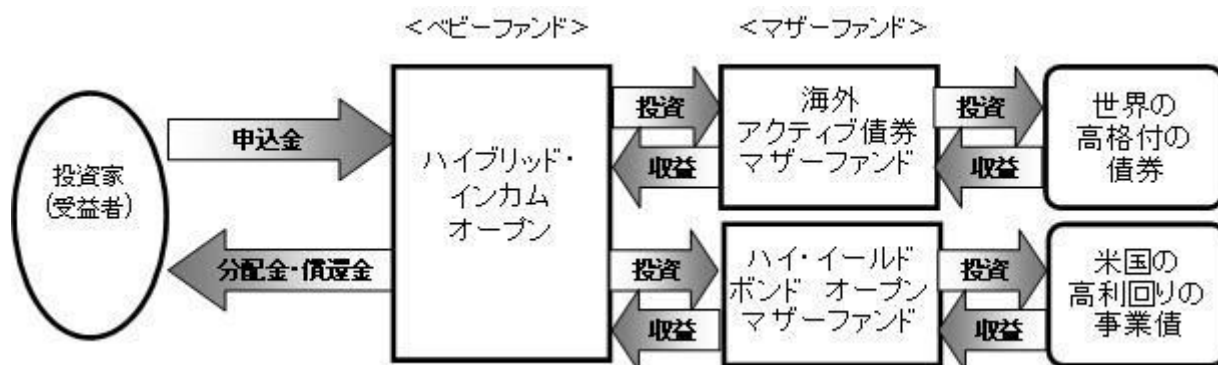 ＜ベビーファンド＞
＜マザーファンド＞
投資家
(受益者)
申込金
分配金・償還金
ハイブリッド・
インカム
オープン
投資
収益
海外
アクティブ債券
マザーファンド
投資
収益
世界の
高格付の
債券
投資
収益
ハイ・イールド
ボンド オープン
マザーファンド
投資
収益
米国の
高利回りの
事業債